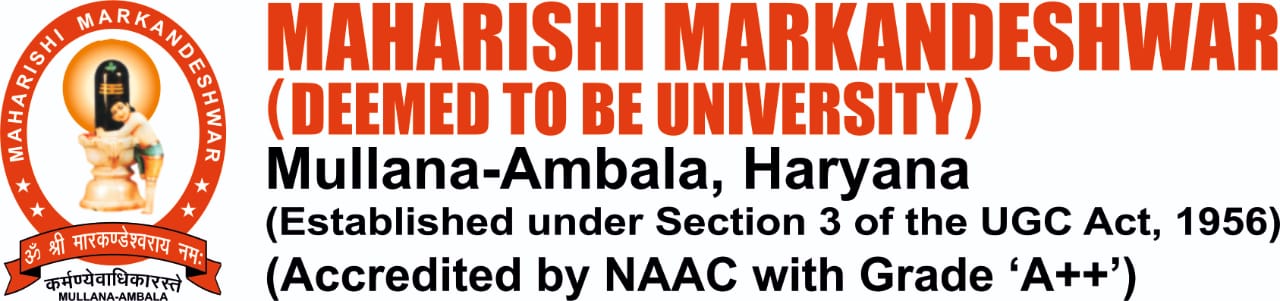 MAHARISHI MARKANDESHWAR
ॐ श्री मारकण्डेश्वराय नमः
कर्मण्येवाधिकारस्ते
MULLANA-AMBALA
MAHARISHI MARKANDESHWAR
(DEEMED TO BE UNIVERSITY)
Mullana-Ambala, Haryana
(Established under Section 3 of the UGC Act, 1956)
(Accredited by NAAC with Grade ‘A++’)